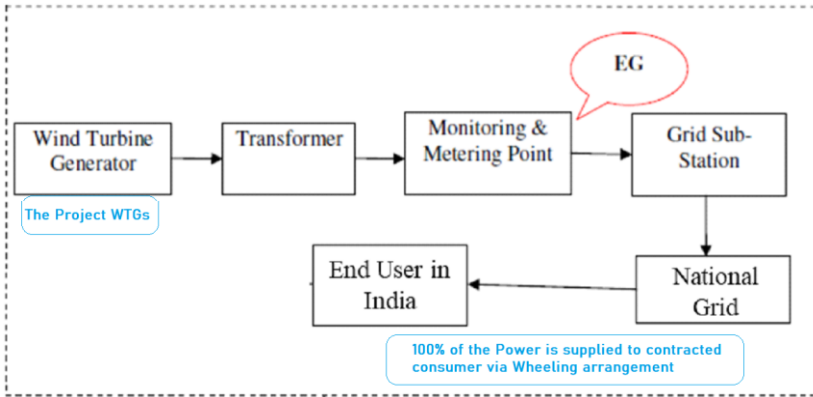 EG
Wind Turbine
Generator
Transformer
Monitoring &
Metering Point
Grid Sub-
Station
The Project WTGs
End User in
India
National
Grid
100% of the Power is supplied to contracted
consumer via Wheeling arrangement